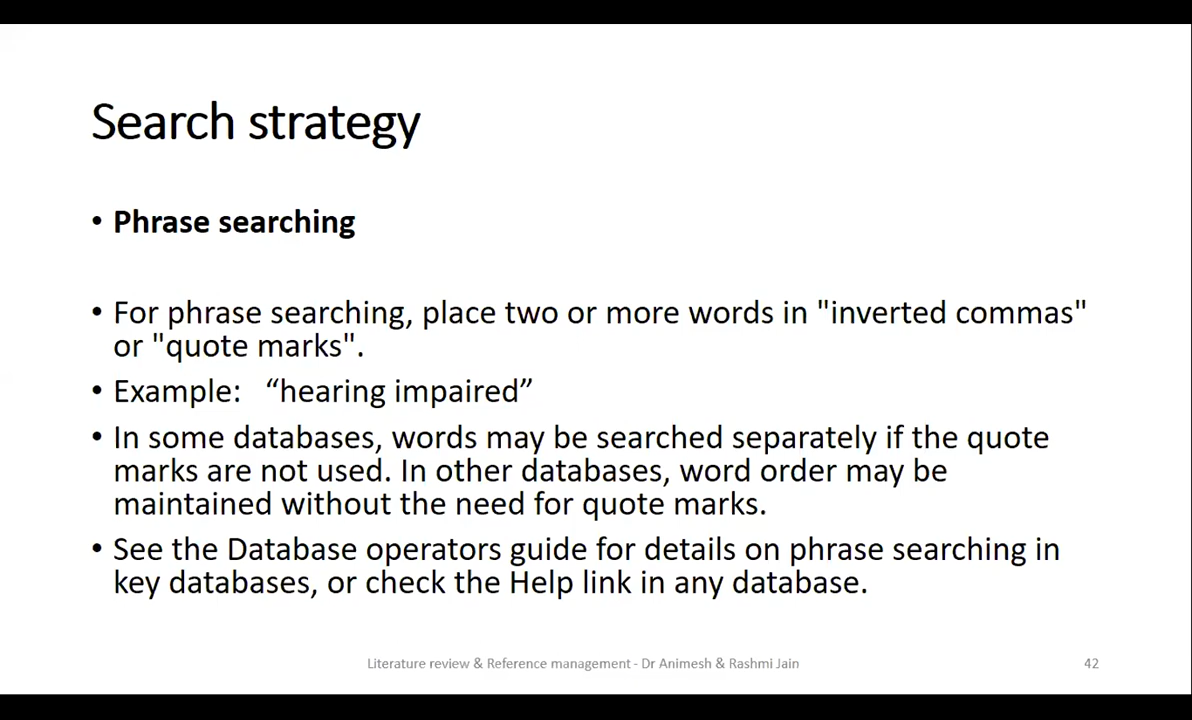 Search strategy
• Phrase searching
• For phrase searching, place two or more words in "inverted commas"
or "quote marks".
• Example: “hearing impaired”
• In some databases, words may be searched separately if the quote
marks are not used. In other databases, word order may be
maintained without the need for quote marks.
• See the Database operators guide for details on phrase searching in
key databases, or check the Help link in any database.
Literature review & Reference management - Dr Animesh & Rashmi Jain
42